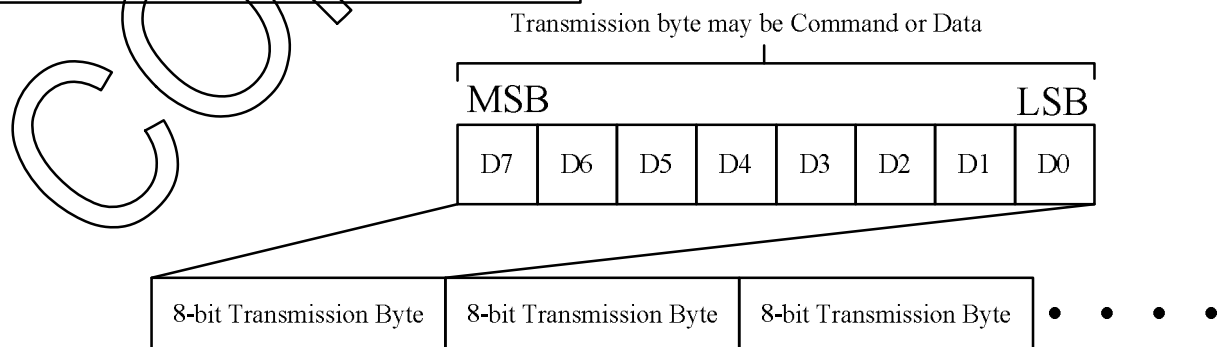 Transmission byte may be Command or Data
MSB LSB
D7 D6 D5 D4 D3 D2 D1 D0
8-bit Transmission Byte 8-bit Transmission Byte 8-bit Transmission Byte